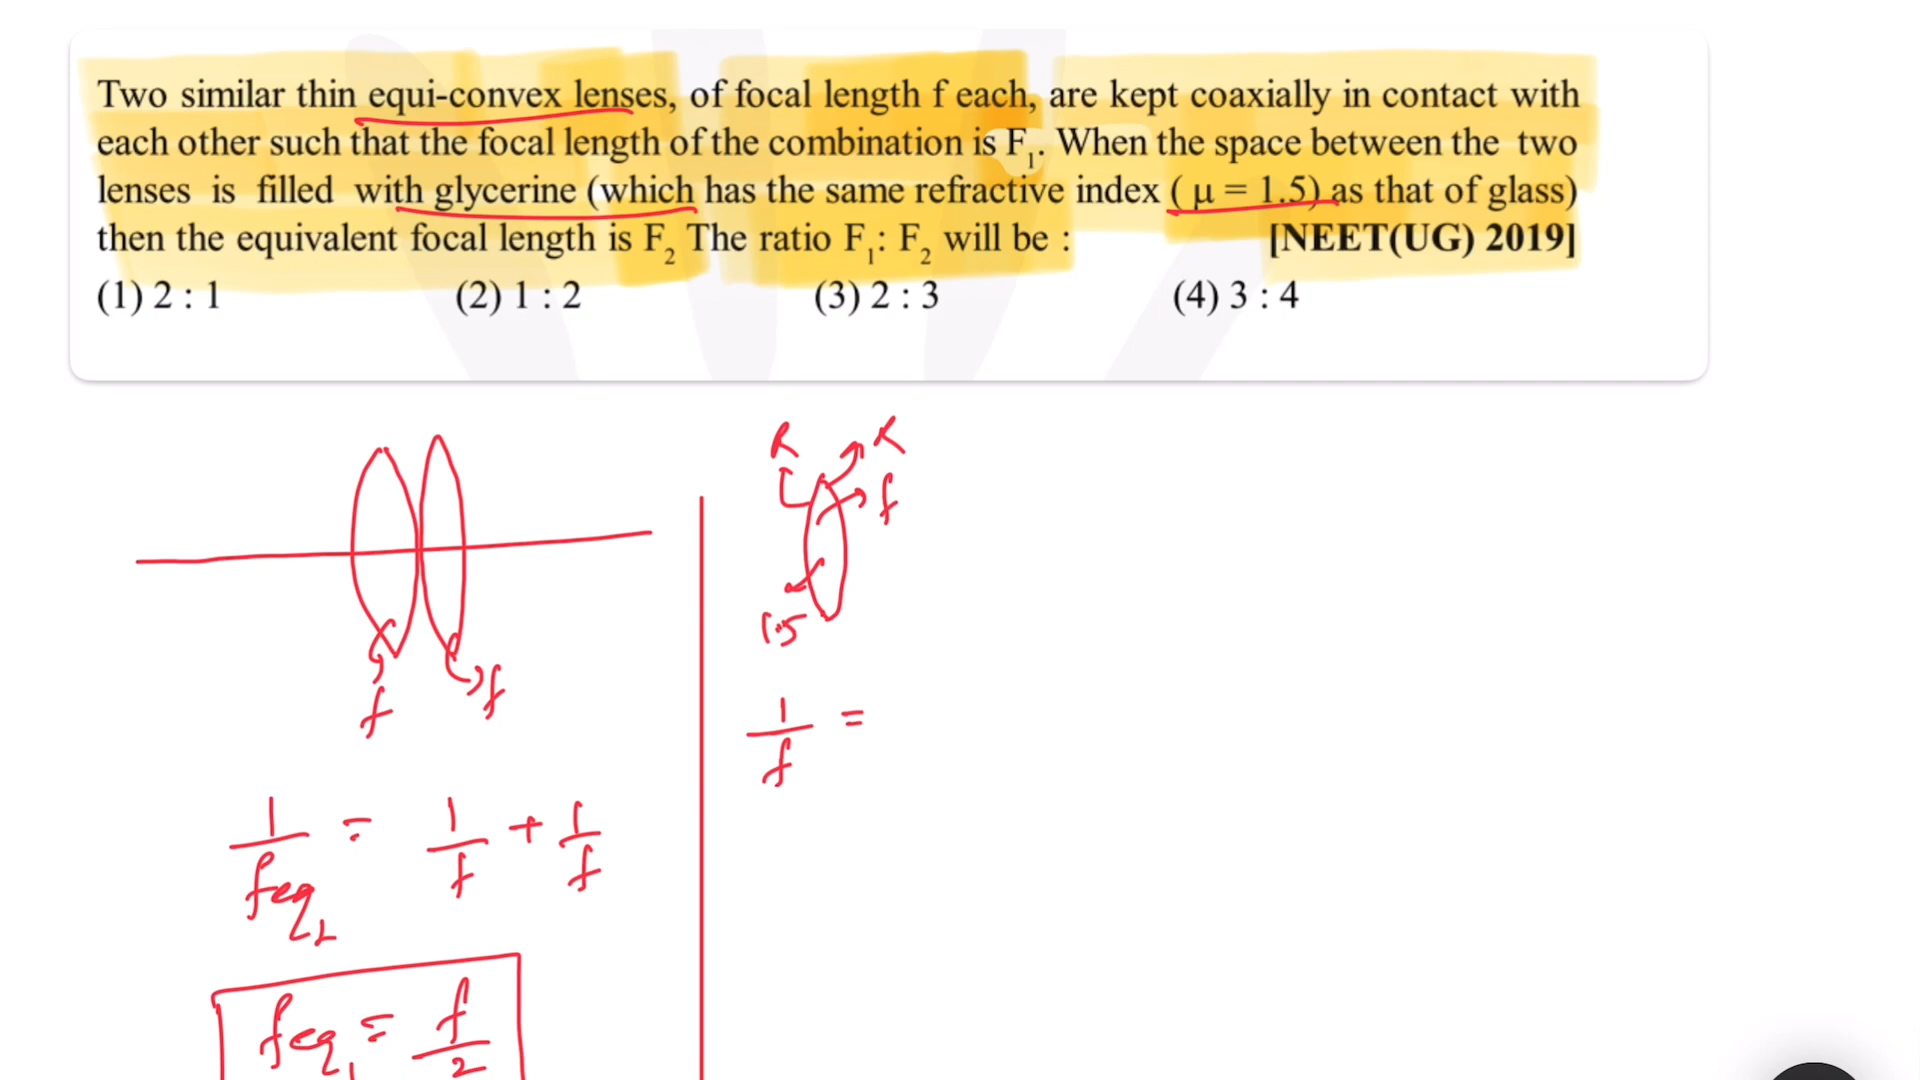 Two similar thin equi-convex lenses, of focal length f each, are kept coaxially in contact with
each other such that the focal length of the combination is F₁. When the space between the two
lenses is filled with glycerine (which has the same refractive index ( μ = 1.5) as that of glass)
then the equivalent focal length is F₂ The ratio F₁: F₂ will be : [NEET(UG) 2019]
(1) 2 : 1 (2) 1 : 2 (3) 2 : 3 (4) 3 : 4
R R
f
1.5
f f
1/f =
1/feq₁ = 1/f + 1/f
feq₁ = f/2